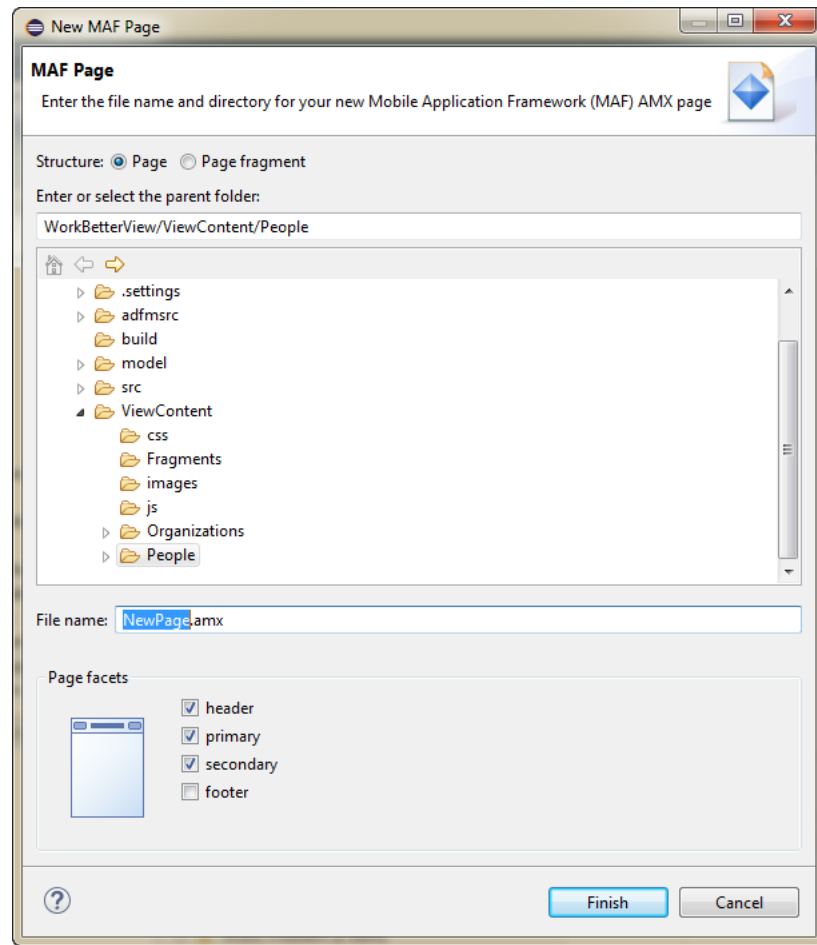 New MAF Page
MAF Page
Enter the file name and directory for your new Mobile Application Framework (MAF) AMX page
Structure: Page Page fragment
Enter or select the parent folder:
WorkBetterView/ViewContent/People
.settings
adfmsrc
build
model
src
ViewContent
css
Fragments
images
js
Organizations
People
File name: NewPage.amx
Page facets
header
primary
secondary
footer
? Finish Cancel